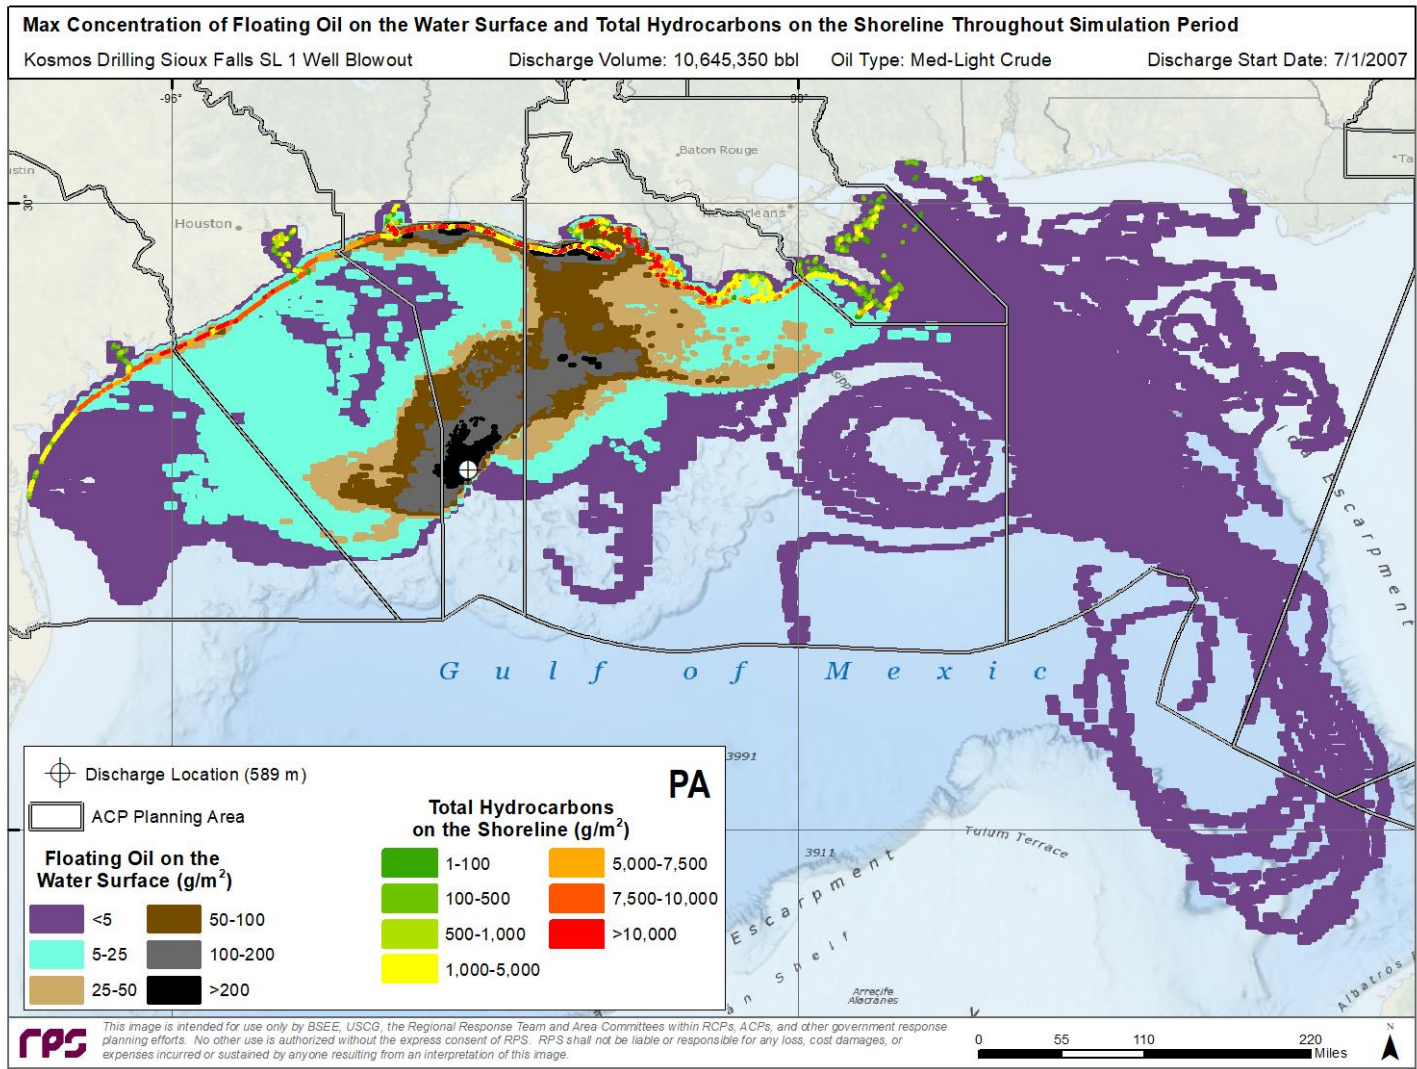 Max Concentration of Floating Oil on the Water Surface and Total Hydrocarbons on the Shoreline Throughout Simulation Period
Kosmos Drilling Sioux Falls SL 1 Well Blowout Discharge Volume: 10,645,350 bbl Oil Type: Med-Light Crude Discharge Start Date: 7/1/2007
-95°
90°
Baton Rouge
ustin
30°
Houston
New Orleans
Escarpment
Gulf of Mexico
3991
Tulum Terrace
3911
Escarpment
Shelf
Arrecife
Alacranes
Albatros
Discharge Location (589 m)
PA
ACP Planning Area
Floating Oil on the
Water Surface (g/m²)
<5
5-25
25-50
50-100
100-200
>200
Total Hydrocarbons
on the Shoreline (g/m²)
1-100
100-500
500-1,000
1,000-5,000
5,000-7,500
7,500-10,000
>10,000
rps
This image is intended for use only by BSEE, USCG, the Regional Response Team and Area Committees within RCPs, ACPs, and other government response
planning efforts. No other use is authorized without the express consent of RPS. RPS shall not be liable or responsible for any loss, cost damages, or
expenses incurred or sustained by anyone resulting from an interpretation of this image.
0 55 110 220
Miles
N